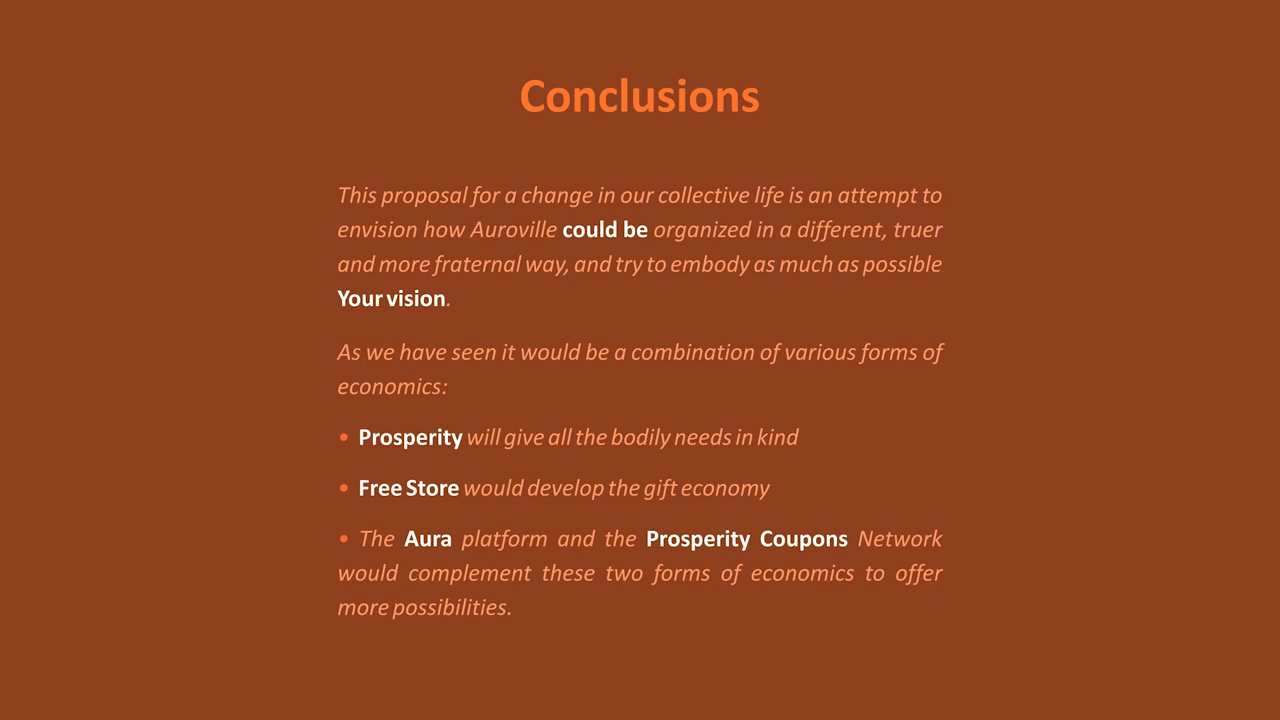 Conclusions
This proposal for a change in our collective life is an attempt to
envision how Auroville could be organized in a different, truer
and more fraternal way, and try to embody as much as possible
Your vision.
As we have seen it would be a combination of various forms of
economics:
• Prosperity will give all the bodily needs in kind
• Free Store would develop the gift economy
• The Aura platform and the Prosperity Coupons Network
would complement these two forms of economics to offer
more possibilities.